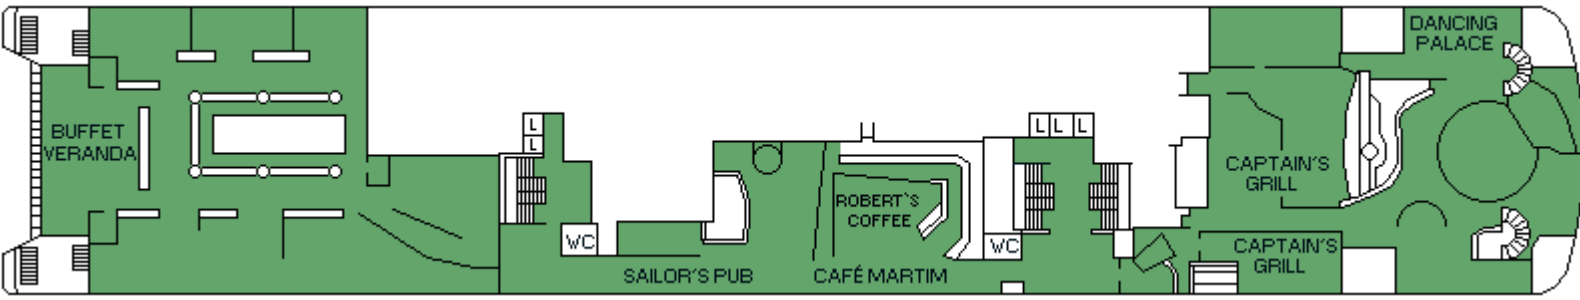 BUFFET
VERANDA
L
L
WC
SAILOR'S PUB
ROBERT`S
COFFEE
CAFÉ MARTIM
L L L
WC
CAPTAIN'S
GRILL
CAPTAIN'S
GRILL
DANCING
PALACE